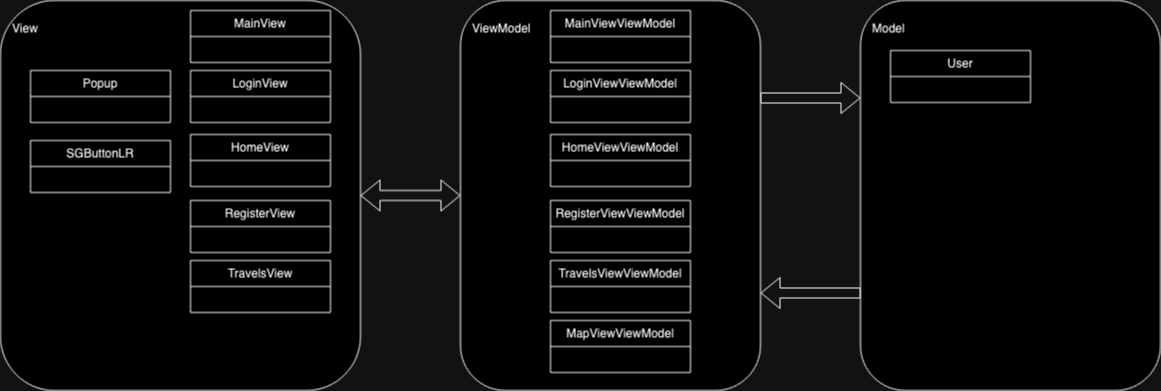 View
MainView
Popup
LoginView
SGButtonLR
HomeView
RegisterView
TravelsView
ViewModel
MainViewViewModel
LoginViewViewModel
HomeViewViewModel
RegisterViewViewModel
TravelsViewViewModel
MapViewViewModel
Model
User